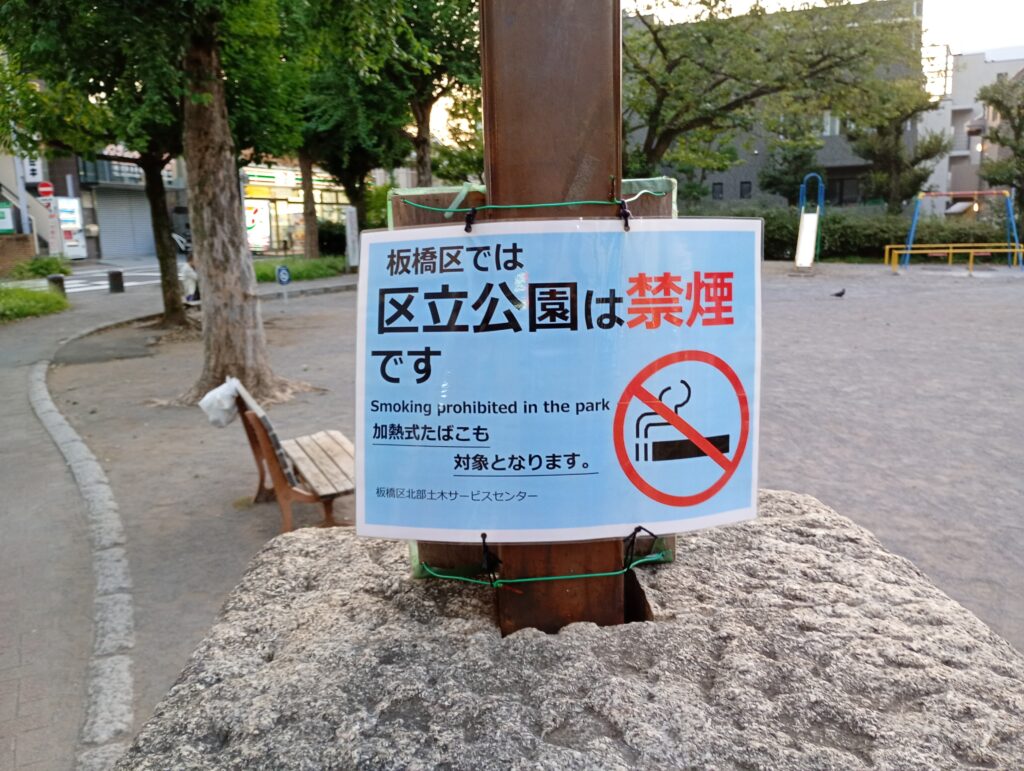 板橋区では
区立公園は禁煙
です
Smoking prohibited in the park
加熱式たばこも
対象となります。
板橋区北部土木サービスセンター